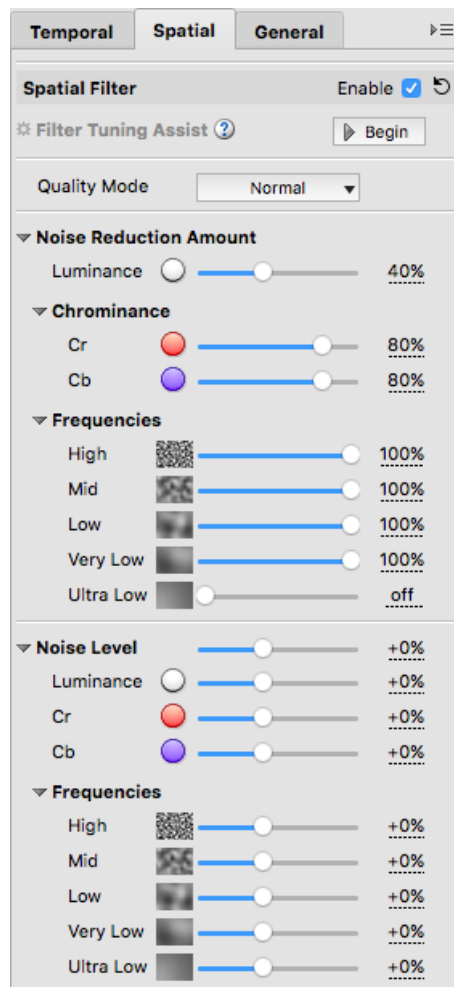 Temporal Spatial General
Spatial Filter Enable
Filter Tuning Assist ? Begin
Quality Mode Normal
Noise Reduction Amount
Luminance 40%
Chrominance
Cr 80%
Cb 80%
Frequencies
High 100%
Mid 100%
Low 100%
Very Low 100%
Ultra Low off
Noise Level +0%
Luminance +0%
Cr +0%
Cb +0%
Frequencies
High +0%
Mid +0%
Low +0%
Very Low +0%
Ultra Low +0%